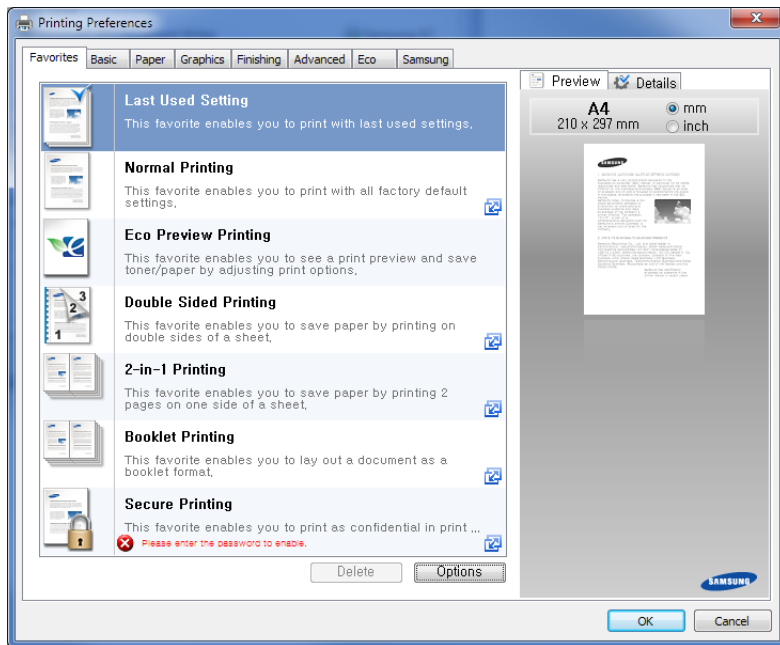 Printing Preferences
Favorites Basic Paper Graphics Finishing Advanced Eco Samsung
Last Used Setting
This favorite enables you to print with last used settings.
Normal Printing
This favorite enables you to print with all factory default
settings.
Eco Preview Printing
This favorite enables you to see a print preview and save
toner/paper by adjusting print options.
3
2
1
Double Sided Printing
This favorite enables you to save paper by printing on
double sides of a sheet.
2-in-1 Printing
This favorite enables you to save paper by printing 2
pages on one side of a sheet.
Booklet Printing
This favorite enables you to lay out a document as a
booklet format.
Secure Printing
This favorite enables you to print as confidential in print ...
Please enter the password to enable.
Delete Options
Preview Details
A4 mm
210 x 297 mm inch
SAMSUNG
SAMSUNG
OK Cancel